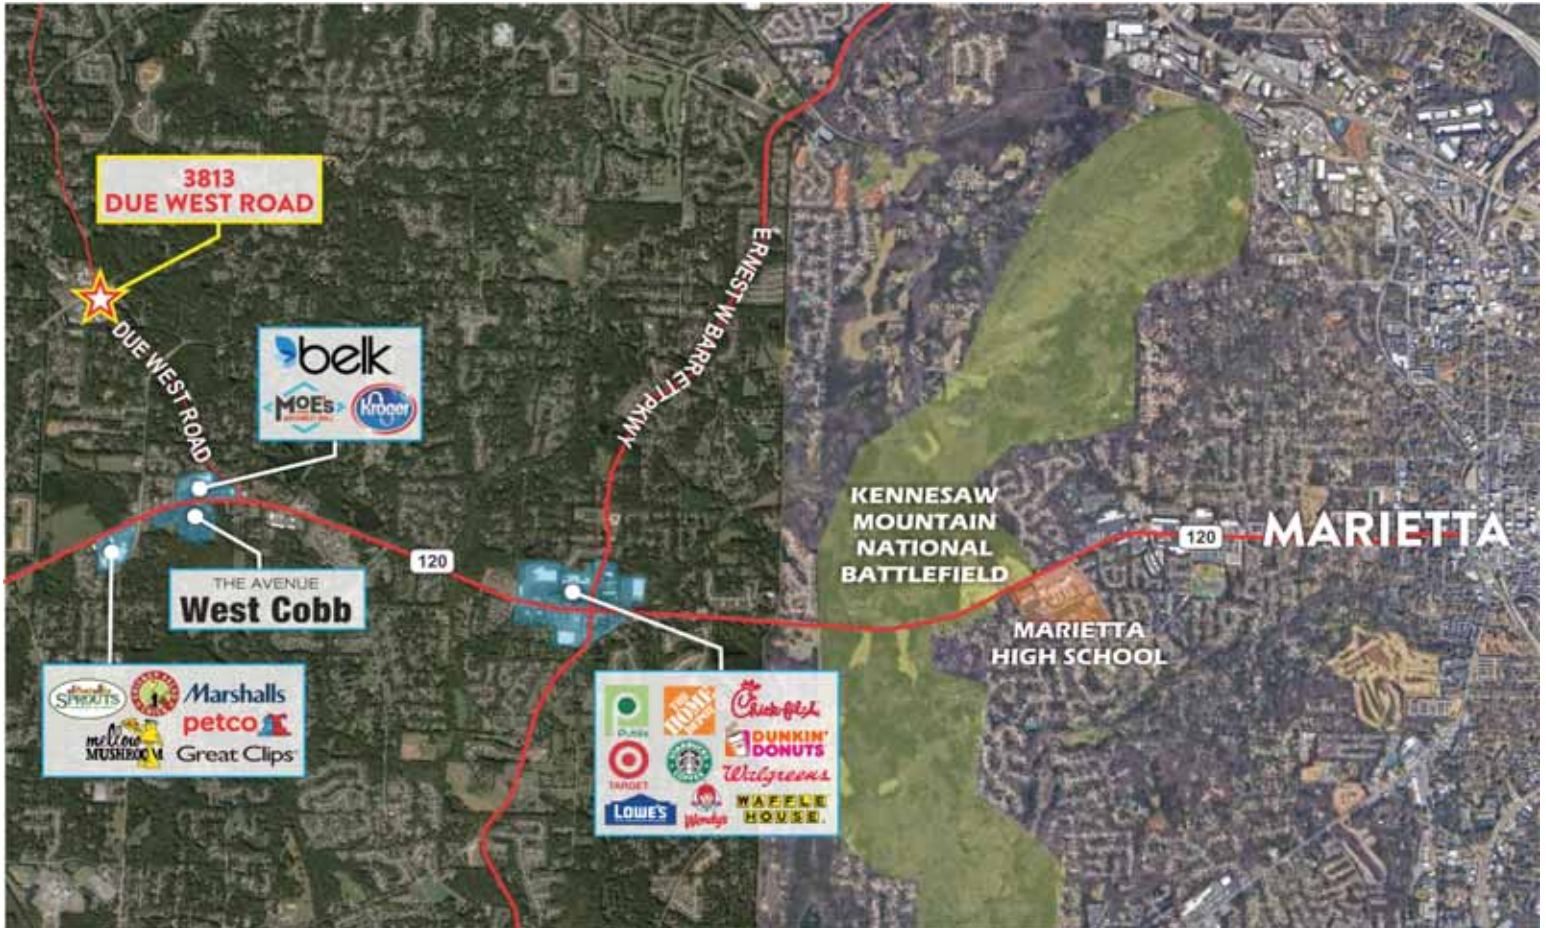 3813
DUE WEST ROAD
DUE WEST ROAD
belk
MOE'S
Kroger
ERNEST W BARRETT PKWY
120
THE AVENUE
West Cobb
SPROUTS
Marshalls
petco
mellow
MUSHROOM
Great Clips
Publix
THE HOME DEPOT
Chick-fil-A
DUNKIN'
DONUTS
TARGET
STARBUCKS COFFEE
Walgreens
LOWE'S
Wendy's
WAFFLE
HOUSE
KENNESAW
MOUNTAIN
NATIONAL
BATTLEFIELD
120
MARIETTA
MARIETTA
HIGH SCHOOL